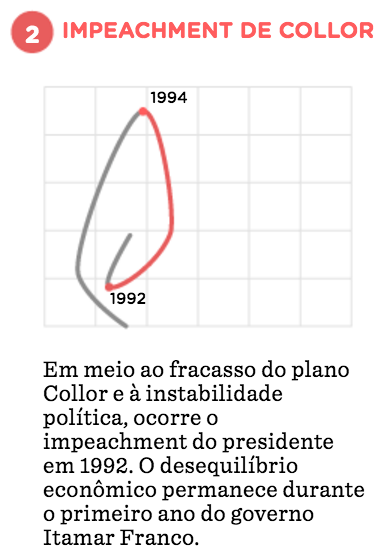 2 IMPEACHMENT DE COLLOR
1994
1992
Em meio ao fracasso do plano
Collor e à instabilidade
política, ocorre o
impeachment do presidente
em 1992. O desequilíbrio
econômico permanece durante
o primeiro ano do governo
Itamar Franco.